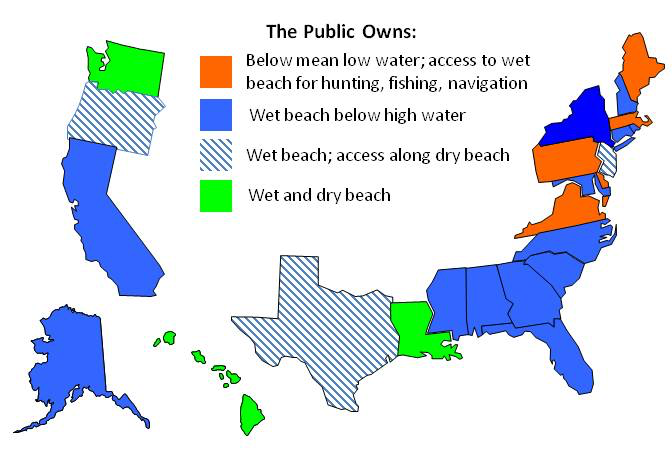 The Public Owns:
Below mean low water; access to wet
beach for hunting, fishing, navigation
Wet beach below high water
Wet beach; access along dry beach
Wet and dry beach